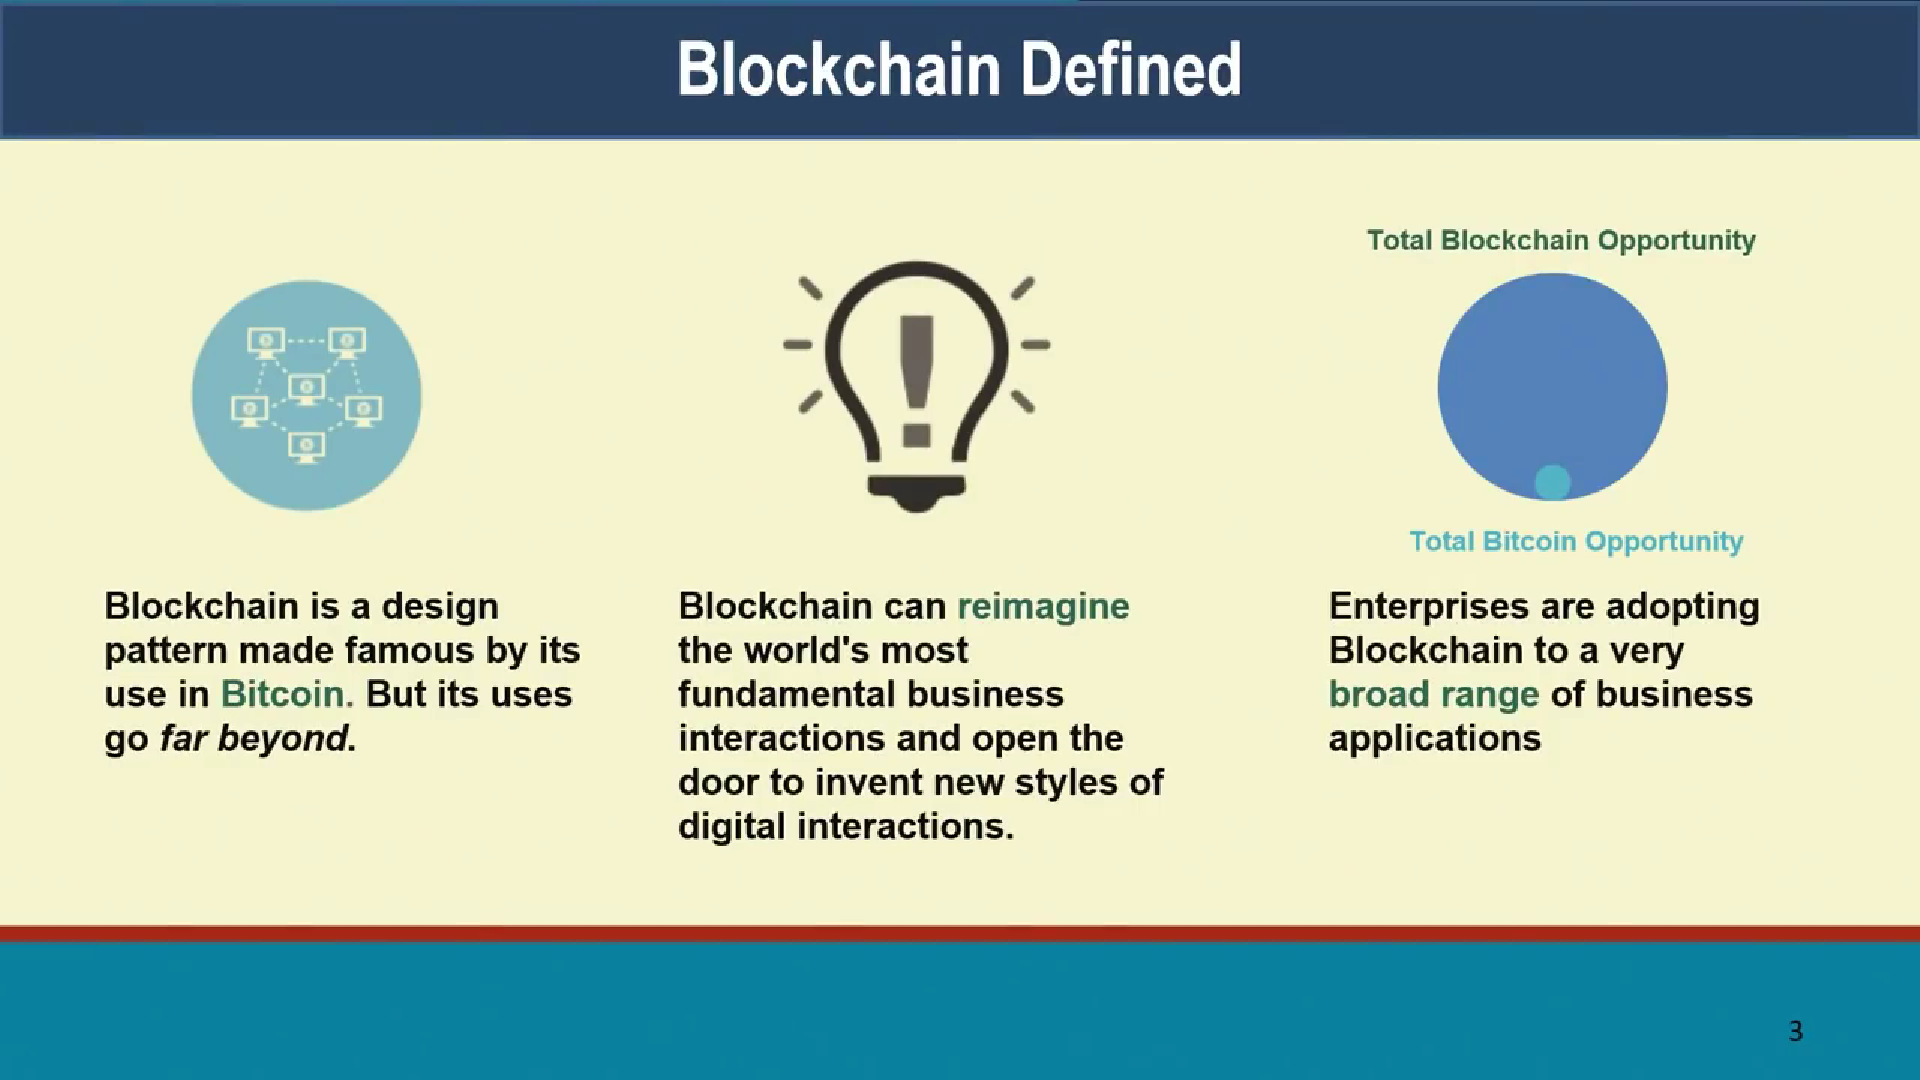 Blockchain Defined
Blockchain is a design
pattern made famous by its
use in Bitcoin. But its uses
go far beyond.
Blockchain can reimagine
the world's most
fundamental business
interactions and open the
door to invent new styles of
digital interactions.
Total Blockchain Opportunity
Total Bitcoin Opportunity
Enterprises are adopting
Blockchain to a very
broad range of business
applications
3